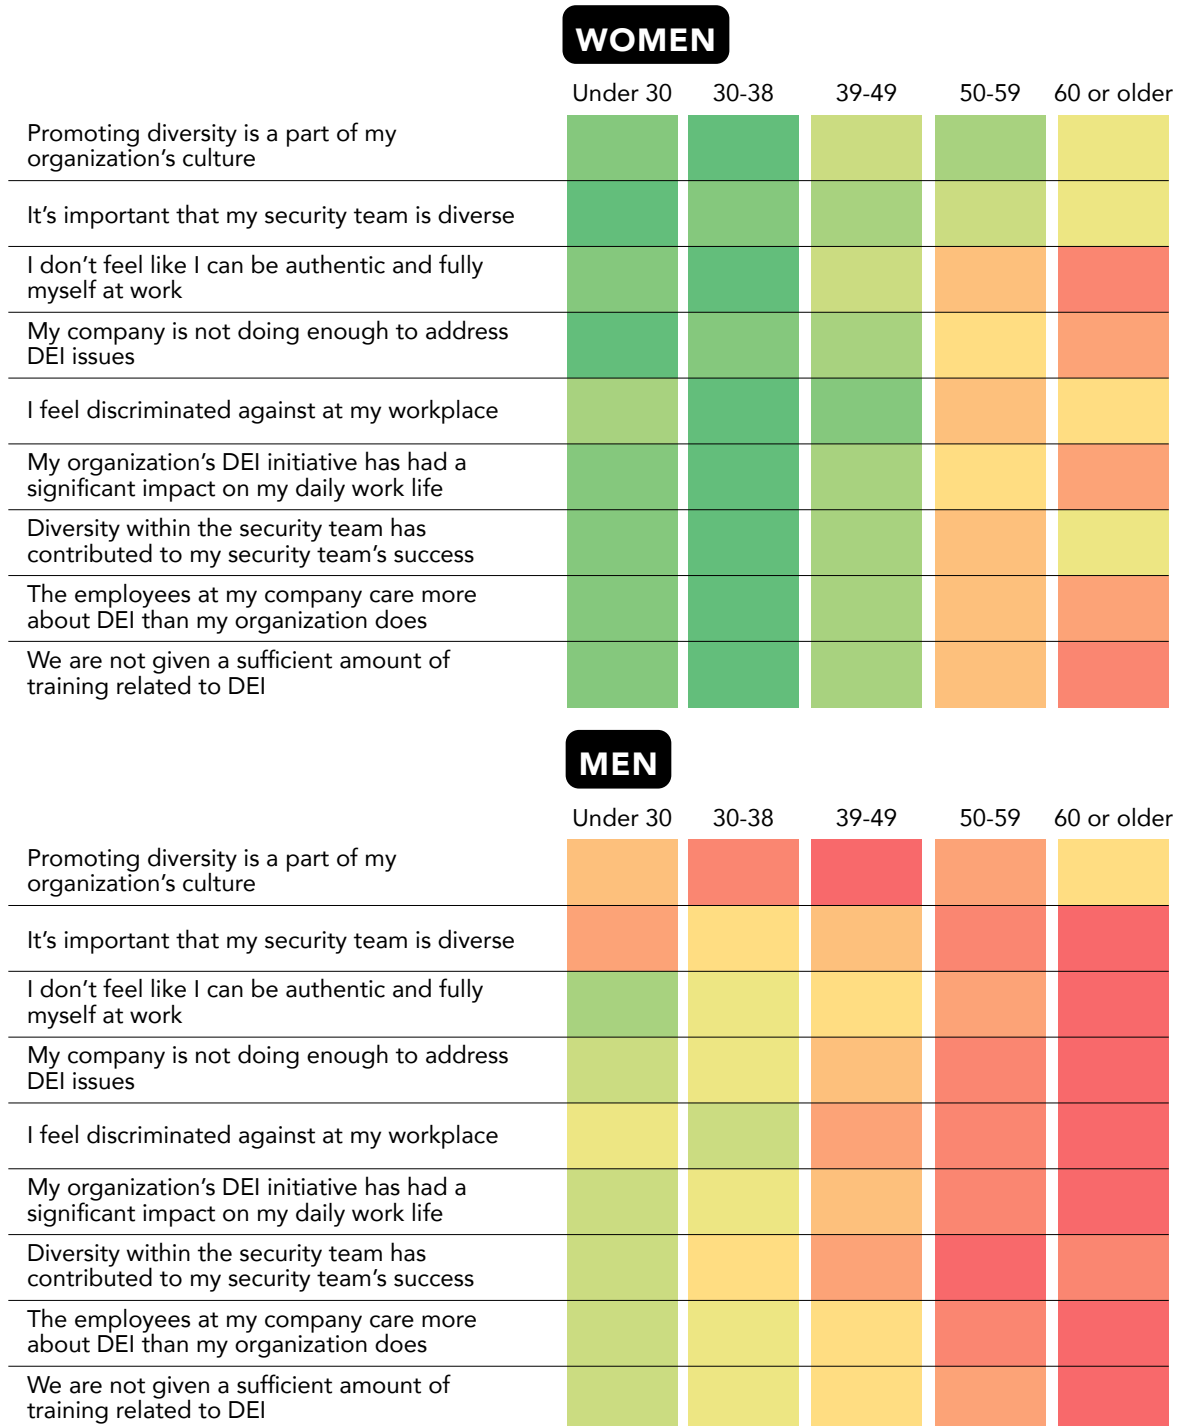 WOMEN
Under 30 30-38 39-49 50-59 60 or older
Promoting diversity is a part of my
organization’s culture
It’s important that my security team is diverse
I don’t feel like I can be authentic and fully
myself at work
My company is not doing enough to address
DEI issues
I feel discriminated against at my workplace
My organization’s DEI initiative has had a
significant impact on my daily work life
Diversity within the security team has
contributed to my security team’s success
The employees at my company care more
about DEI than my organization does
We are not given a sufficient amount of
training related to DEI
MEN
Under 30 30-38 39-49 50-59 60 or older
Promoting diversity is a part of my
organization’s culture
It’s important that my security team is diverse
I don’t feel like I can be authentic and fully
myself at work
My company is not doing enough to address
DEI issues
I feel discriminated against at my workplace
My organization’s DEI initiative has had a
significant impact on my daily work life
Diversity within the security team has
contributed to my security team’s success
The employees at my company care more
about DEI than my organization does
We are not given a sufficient amount of
training related to DEI